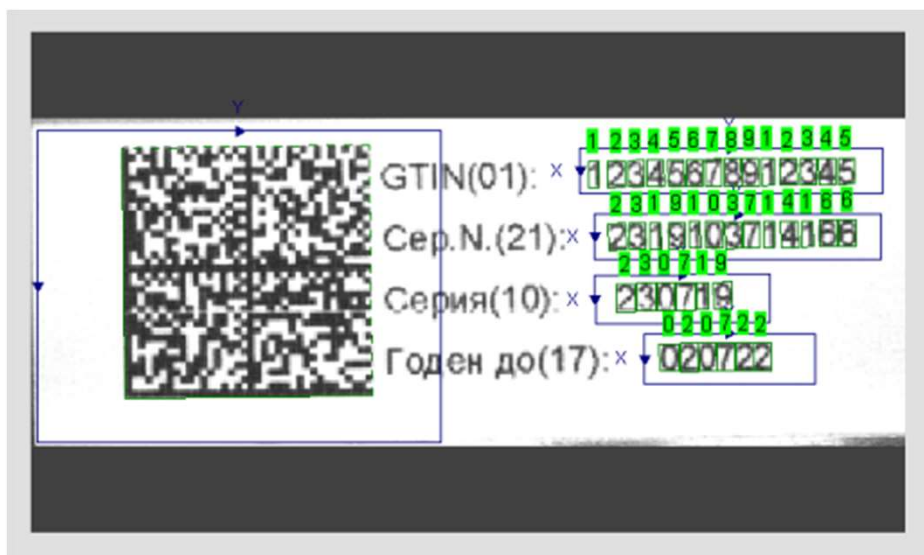 Y
Y
1 2 3 4 5 6 7 8 9 1 2 3 4 5
GTIN(01): X 12345678912345
2 3 1 9 1 0 3 7 1 4 1 6 6
Сер.N.(21): X 2319103714166
2 3 0 7 1 9
Серия(10): X 230719
0 2 0 7 2 2
Годен до(17): X 020722